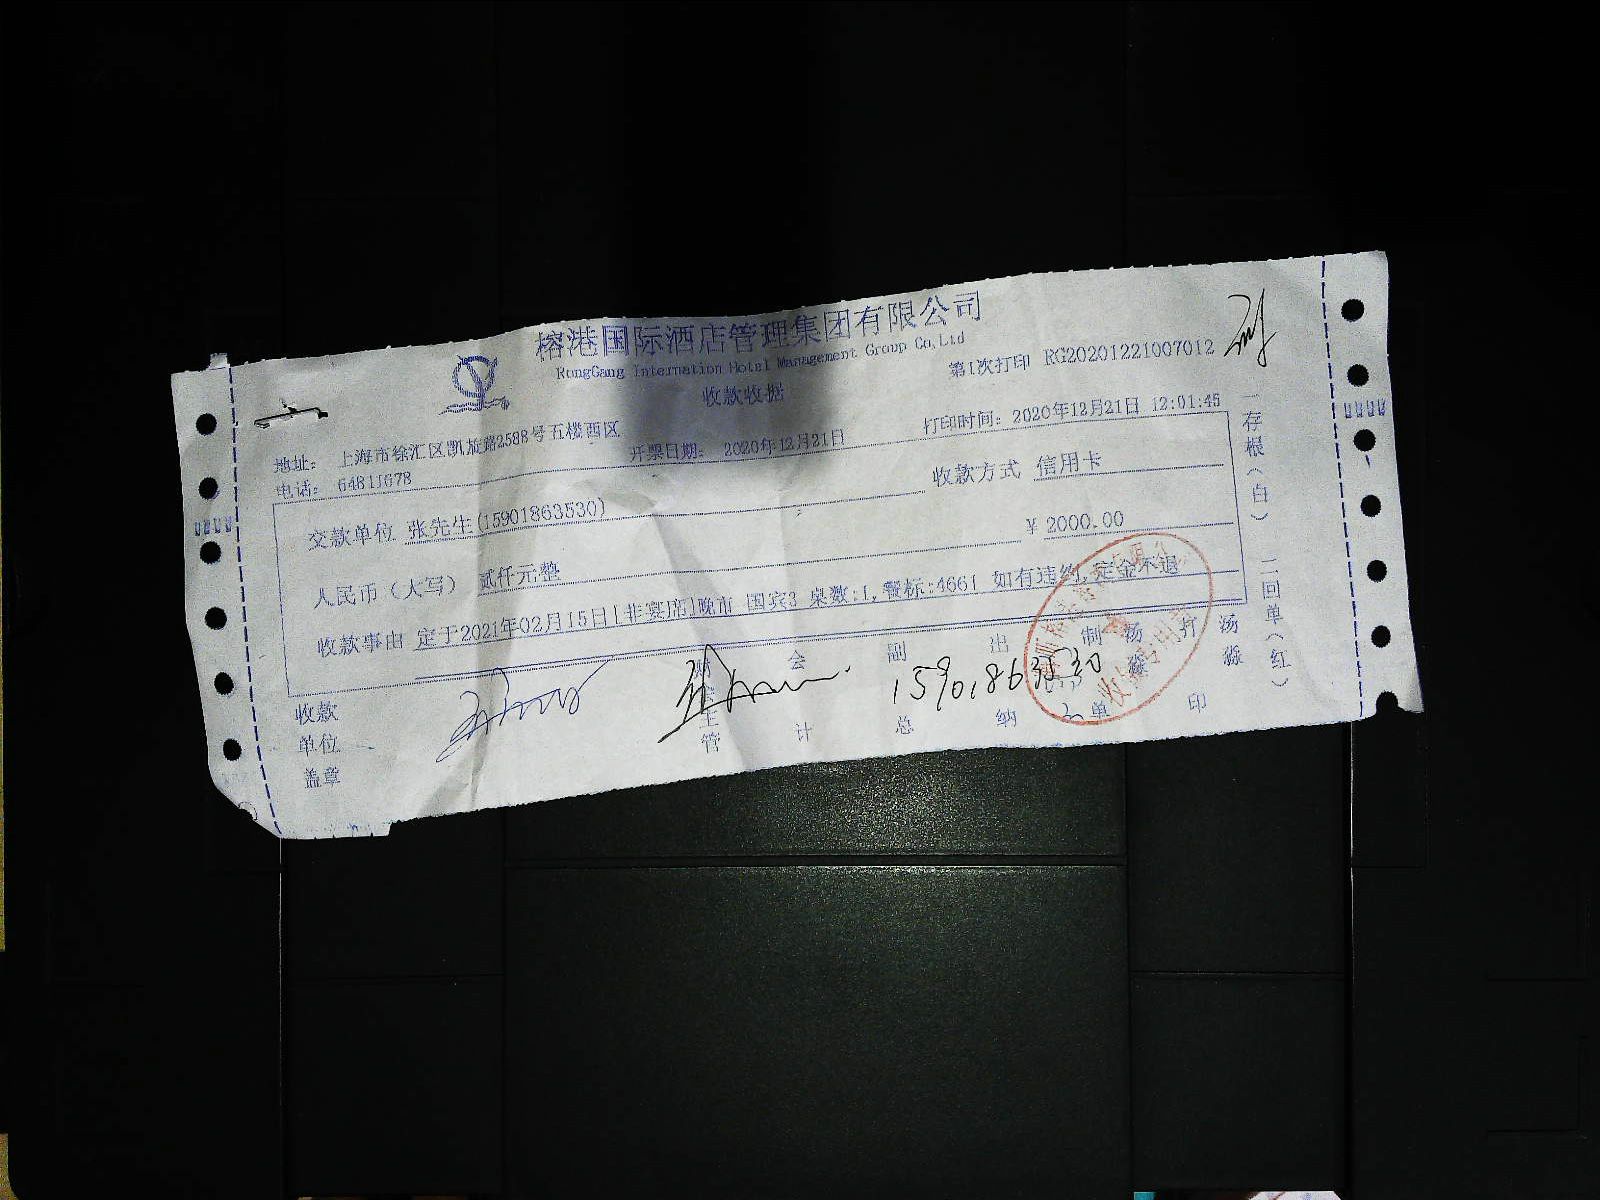 榕港国际酒店管理集团有限公司
RongGang Internation Hotel Management Group Co,Ltd
收款收据
第1次打印 RG20201221007012
地址: 上海市徐汇区凯旋路2588号五楼西区
电话: 64811678
开票日期: 2020年12月21日
打印时间: 2020年12月21日 12:01:45
交款单位 张先生(15901863530)
收款方式 信用卡
人民币(大写) 贰仟元整
¥ 2000.00
收款事由 定于2021年02月15日[非宴席]晚市 国宾3 桌数:1,餐标:4661 如有违约,定金不退
收款单位盖章
财会主管
会计
副总
出纳
制单
汤淼
打印
汤淼
一存根(白) 二回单(红)